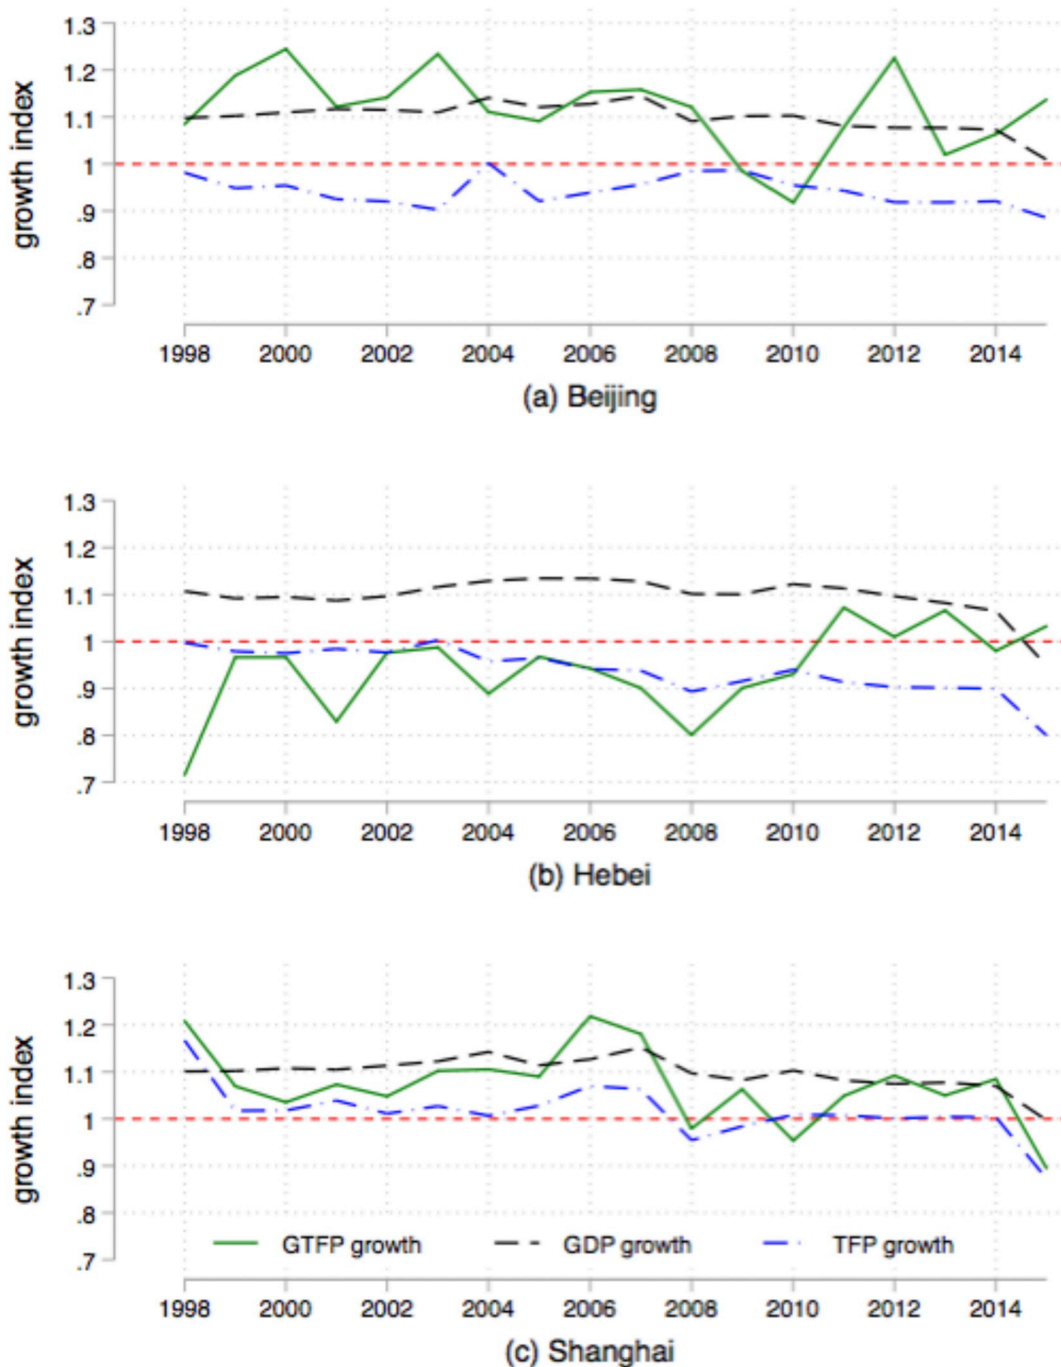 1.3
1.2
1.1
1
.9
.8
.7
growth index
1998 2000 2002 2004 2006 2008 2010 2012 2014
(a) Beijing
1.3
1.2
1.1
1
.9
.8
.7
growth index
1998 2000 2002 2004 2006 2008 2010 2012 2014
(b) Hebei
1.3
1.2
1.1
1
.9
.8
.7
growth index
GTFP growth GDP growth TFP growth
1998 2000 2002 2004 2006 2008 2010 2012 2014
(c) Shanghai